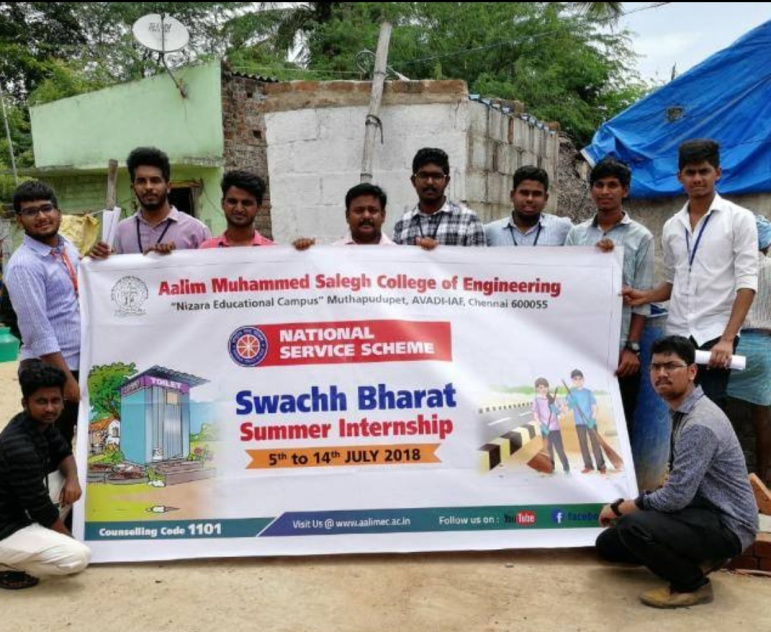 Aalim Muhammed Salegh College of Engineering
"Nizara Educational Campus" Muthapudupet, AVADI-IAF, Chennai 600055
NATIONAL
SERVICE SCHEME
TOILET
Swachh Bharat
Summer Internship
5th to 14th JULY 2018
Counselling Code 1101
Visit Us @ www.aalimec.ac.in
Follow us on : YouTube